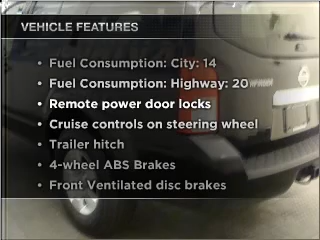 VEHICLE FEATURES
• Fuel Consumption: City: 14
• Fuel Consumption: Highway: 20
• Remote power door locks
• Cruise controls on steering wheel
• Trailer hitch
• 4-wheel ABS Brakes
• Front Ventilated disc brakes